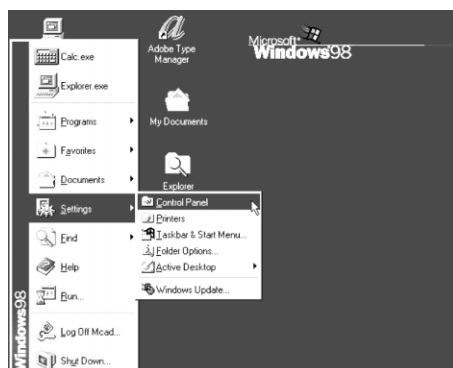 Microsoft
Windows98
Adobe Type
Manager
My Documents
Explorer
Calc.exe
Explorer.exe
Programs
Favorites
Documents
Settings
Find
Help
Run...
Log Off Mcad...
Shut Down...
Windows98
Control Panel
Printers
Taskbar & Start Menu...
Folder Options...
Active Desktop
Windows Update...